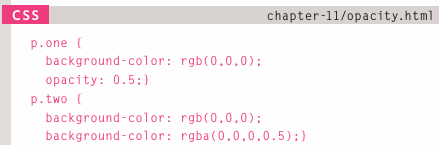 CSS chapter-11/opacity.html
p.one {
background-color: rgb(0,0,0);
opacity: 0.5;}
p.two {
background-color: rgb(0,0,0);
background-color: rgba(0,0,0,0.5);}